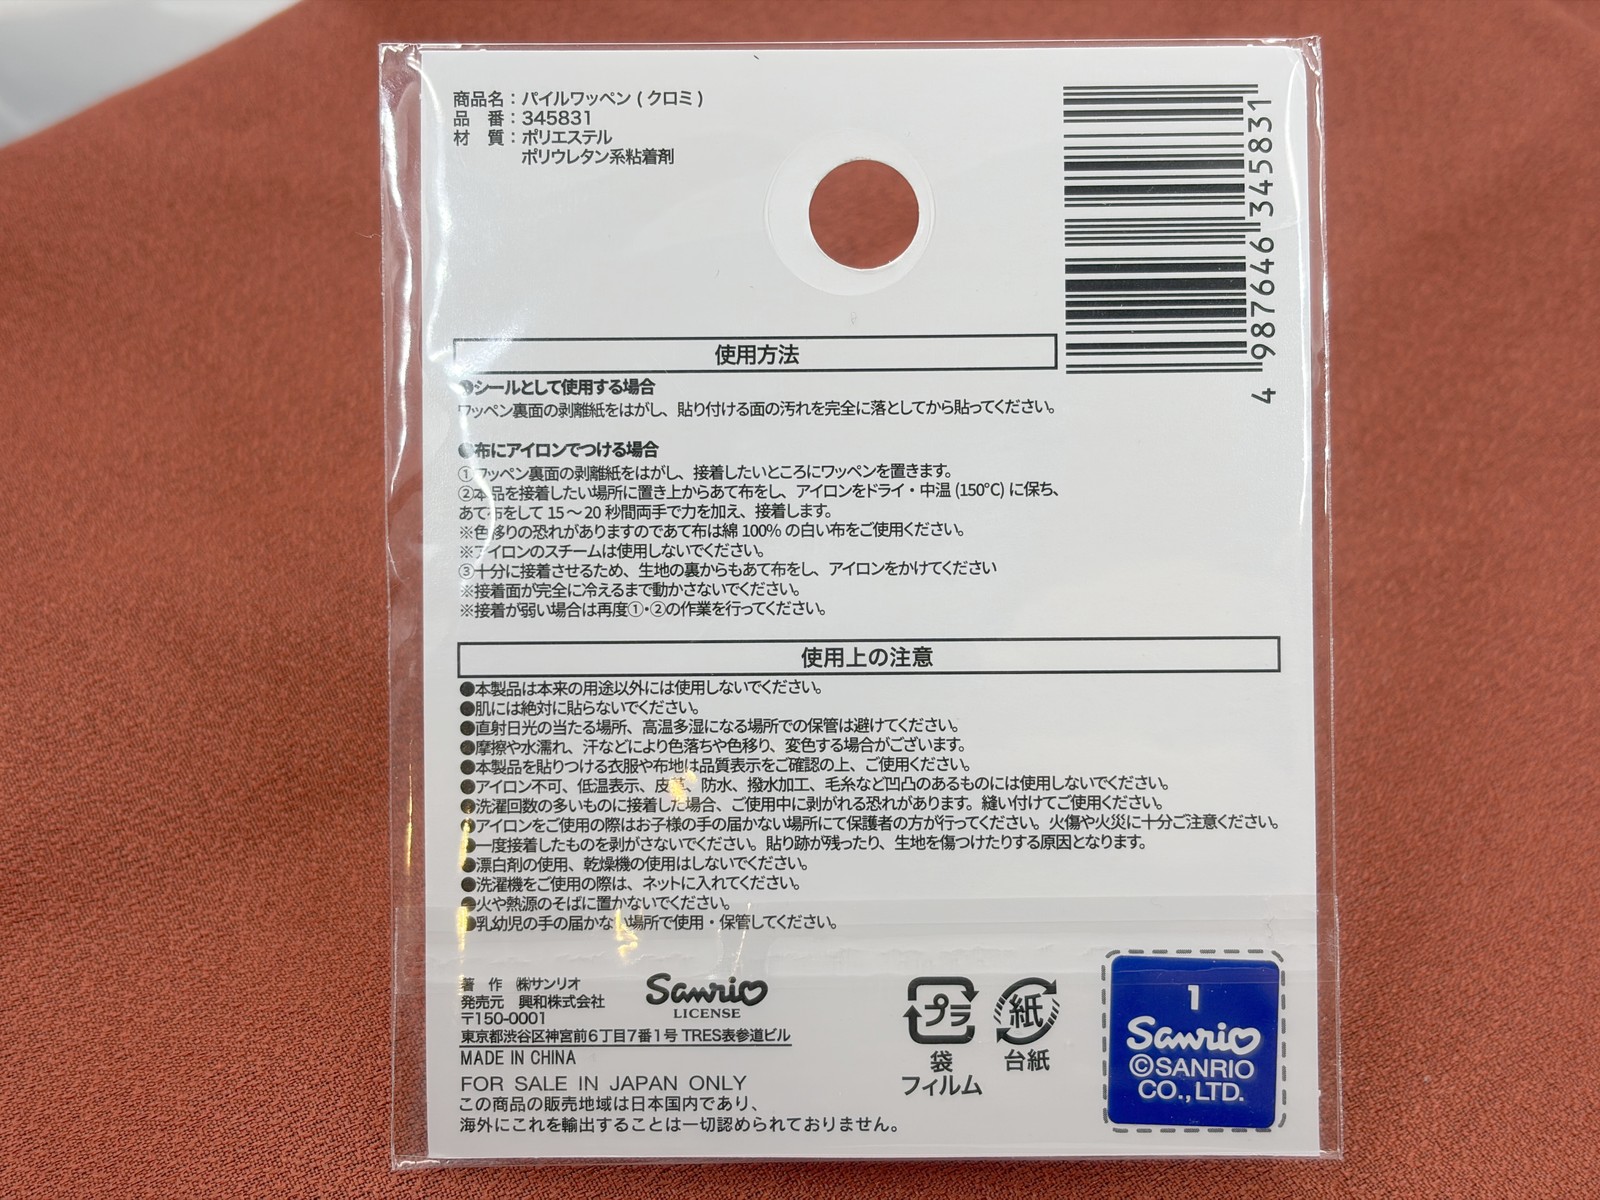 商品名：パイルワッペン（クロミ）
品　番：345831
材　質：ポリエステル
ポリウレタン系粘着剤
4 987646 345831
使用方法
●シールとして使用する場合
ワッペン裏面の剥離紙をはがし、貼り付ける面の汚れを完全に落としてから貼ってください。
●布にアイロンでつける場合
①ワッペン裏面の剥離紙をはがし、接着したいところにワッペンを置きます。
②本品を接着したい場所に置き上からあて布をし、アイロンをドライ・中温 (150℃) に保ち、
あて布をして 15～20 秒間両手で力を加え、接着します。
※色移りの恐れがありますのであて布は綿 100% の白い布をご使用ください。
※アイロンのスチームは使用しないでください。
③十分に接着させるため、生地の裏からもあて布をし、アイロンをかけてください
※接着面が完全に冷えるまで動かさないでください。
※接着が弱い場合は再度①・②の作業を行ってください。
使用上の注意
●本製品は本来の用途以外には使用しないでください。
●肌には絶対に貼らないでください。
●直射日光の当たる場所、高温多湿になる場所での保管は避けてください。
●摩擦や水濡れ、汗などにより色落ちや色移り、変色する場合がございます。
●本製品を貼りつける衣服や布地は品質表示をご確認の上、ご使用ください。
●アイロン不可、低温表示、皮革、防水、撥水加工、毛糸など凹凸のあるものには使用しないでください。
●洗濯回数の多いものに接着した場合、ご使用中に剥がれる恐れがあります。縫い付けてご使用ください。
●アイロンをご使用の際はお子様の手の届かない場所にて保護者の方が行ってください。火傷や火災に十分ご注意ください。
●一度接着したものを剥がさないでください。貼り跡が残ったり、生地を傷つけたりする原因となります。
●漂白剤の使用、乾燥機の使用はしないでください。
●洗濯機をご使用の際は、ネットに入れてください。
●火や熱源のそばに置かないでください。
●乳幼児の手の届かない場所で使用・保管してください。
著　作　㈱サンリオ
発売元　興和株式会社
〒150-0001
東京都渋谷区神宮前6丁目7番1号 TRES表参道ビル
MADE IN CHINA
FOR SALE IN JAPAN ONLY
この商品の販売地域は日本国内であり、
海外にこれを輸出することは一切認められておりません。
Sanrio
LICENSE
プラ
袋
フィルム
紙
台紙
1
Sanrio
©SANRIO
CO.,LTD.